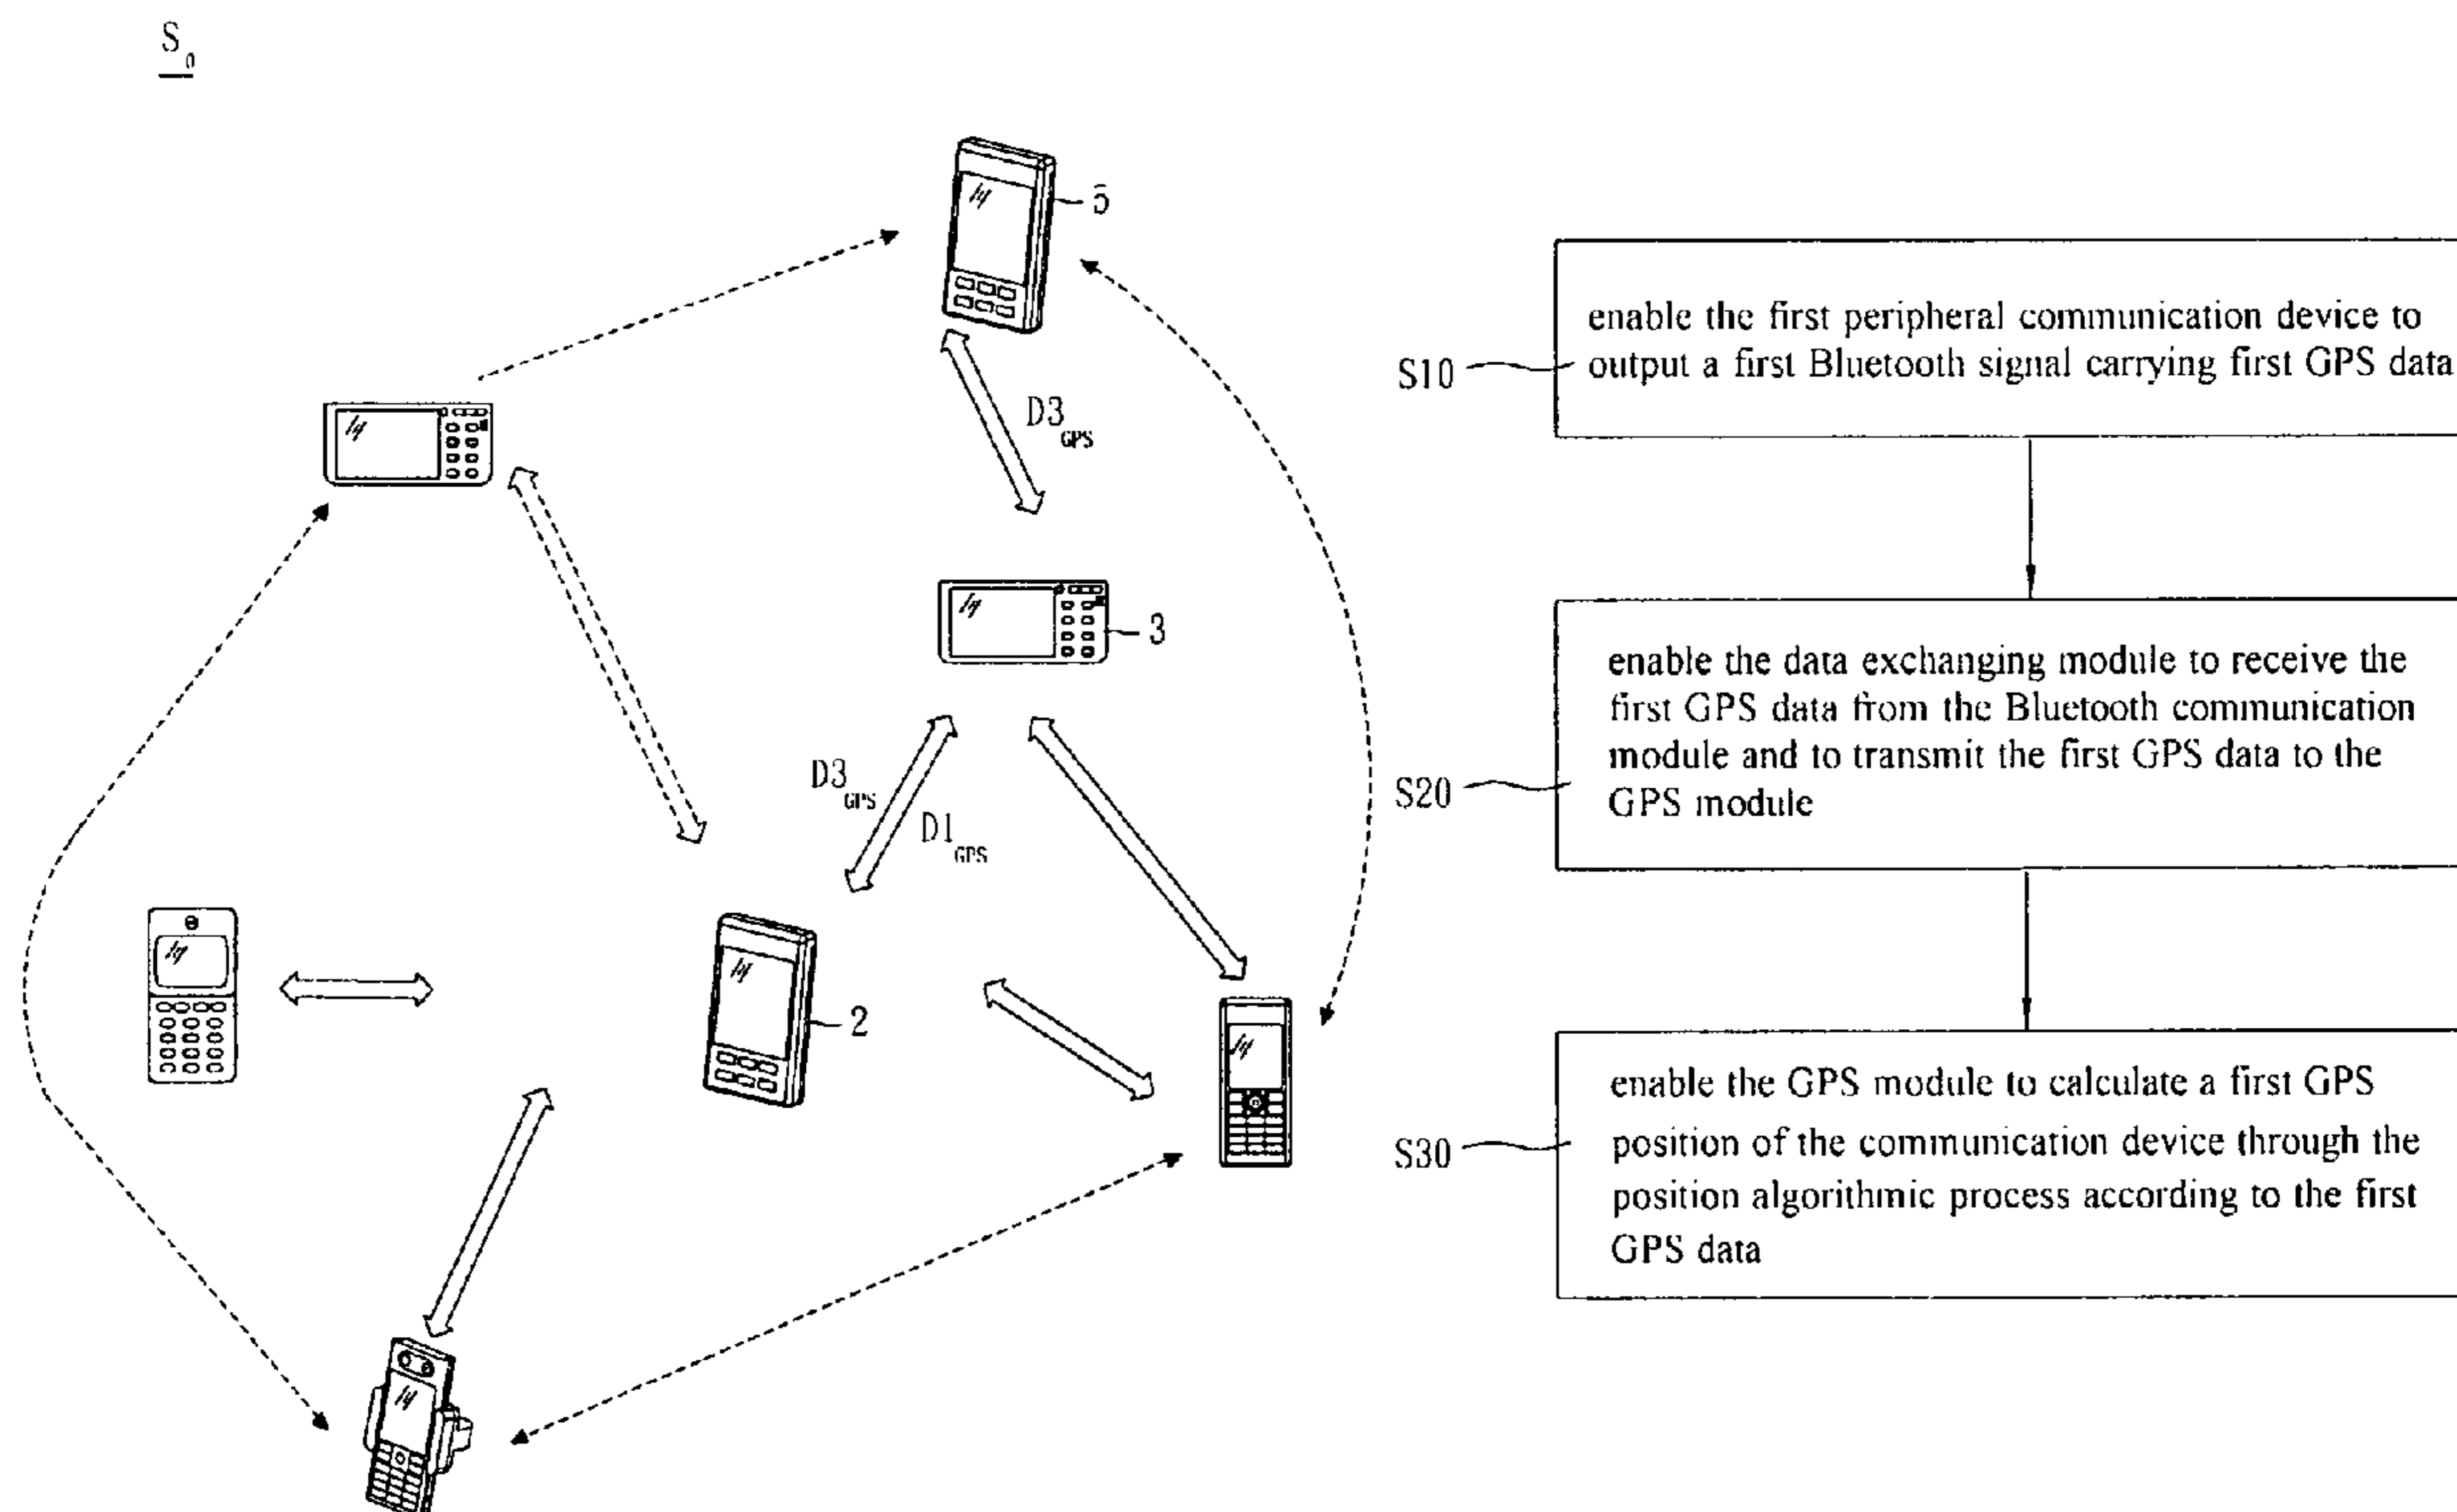 S0
5
D3GPS
3
D3GPS
D1GPS
2
S10
enable the first peripheral communication device to
output a first Bluetooth signal carrying first GPS data
S20
enable the data exchanging module to receive the
first GPS data from the Bluetooth communication
module and to transmit the first GPS data to the
GPS module
S30
enable the GPS module to calculate a first GPS
position of the communication device through the
position algorithmic process according to the first
GPS data